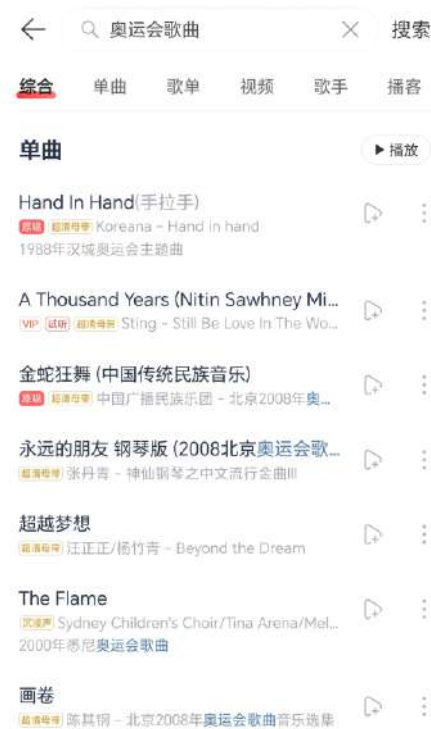 奥运会歌曲
搜索
综合 单曲 歌单 视频 歌手 播客
单曲
播放
Hand In Hand(手拉手)
原唱 超清母带 Koreana - Hand in hand
1988年汉城奥运会主题曲
A Thousand Years (Nitin Sawhney Mi...
VIP 试听 超清母带 Sting - Still Be Love In The Wo...
金蛇狂舞 (中国传统民族音乐)
超清母带 中国广播民族乐团 - 北京2008年奥...
永远的朋友 钢琴版 (2008北京奥运会歌...
超清母带 张丹青 - 神仙钢琴之中文流行金曲III
超越梦想
超清母带 汪正正/杨竹青 - Beyond the Dream
The Flame
沉浸声 Sydney Children's Choir/Tina Arena/Mel...
2000年悉尼奥运会歌曲
画卷
超清母带 陈其钢 - 北京2008年奥运会歌曲音乐选集